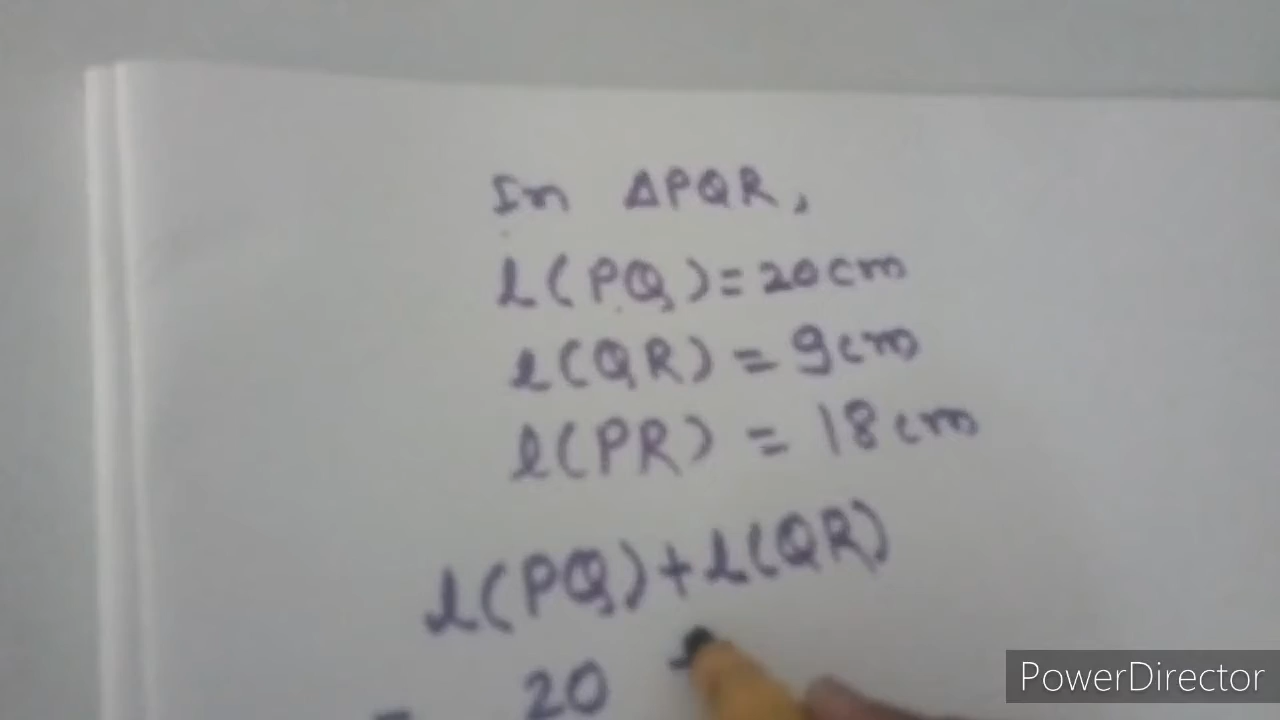 In ΔPQR,
l(PQ)=20cm
l(QR) = 9cm
l(PR) = 18cm
l(PQ)+l(QR)
= 20
PowerDirector